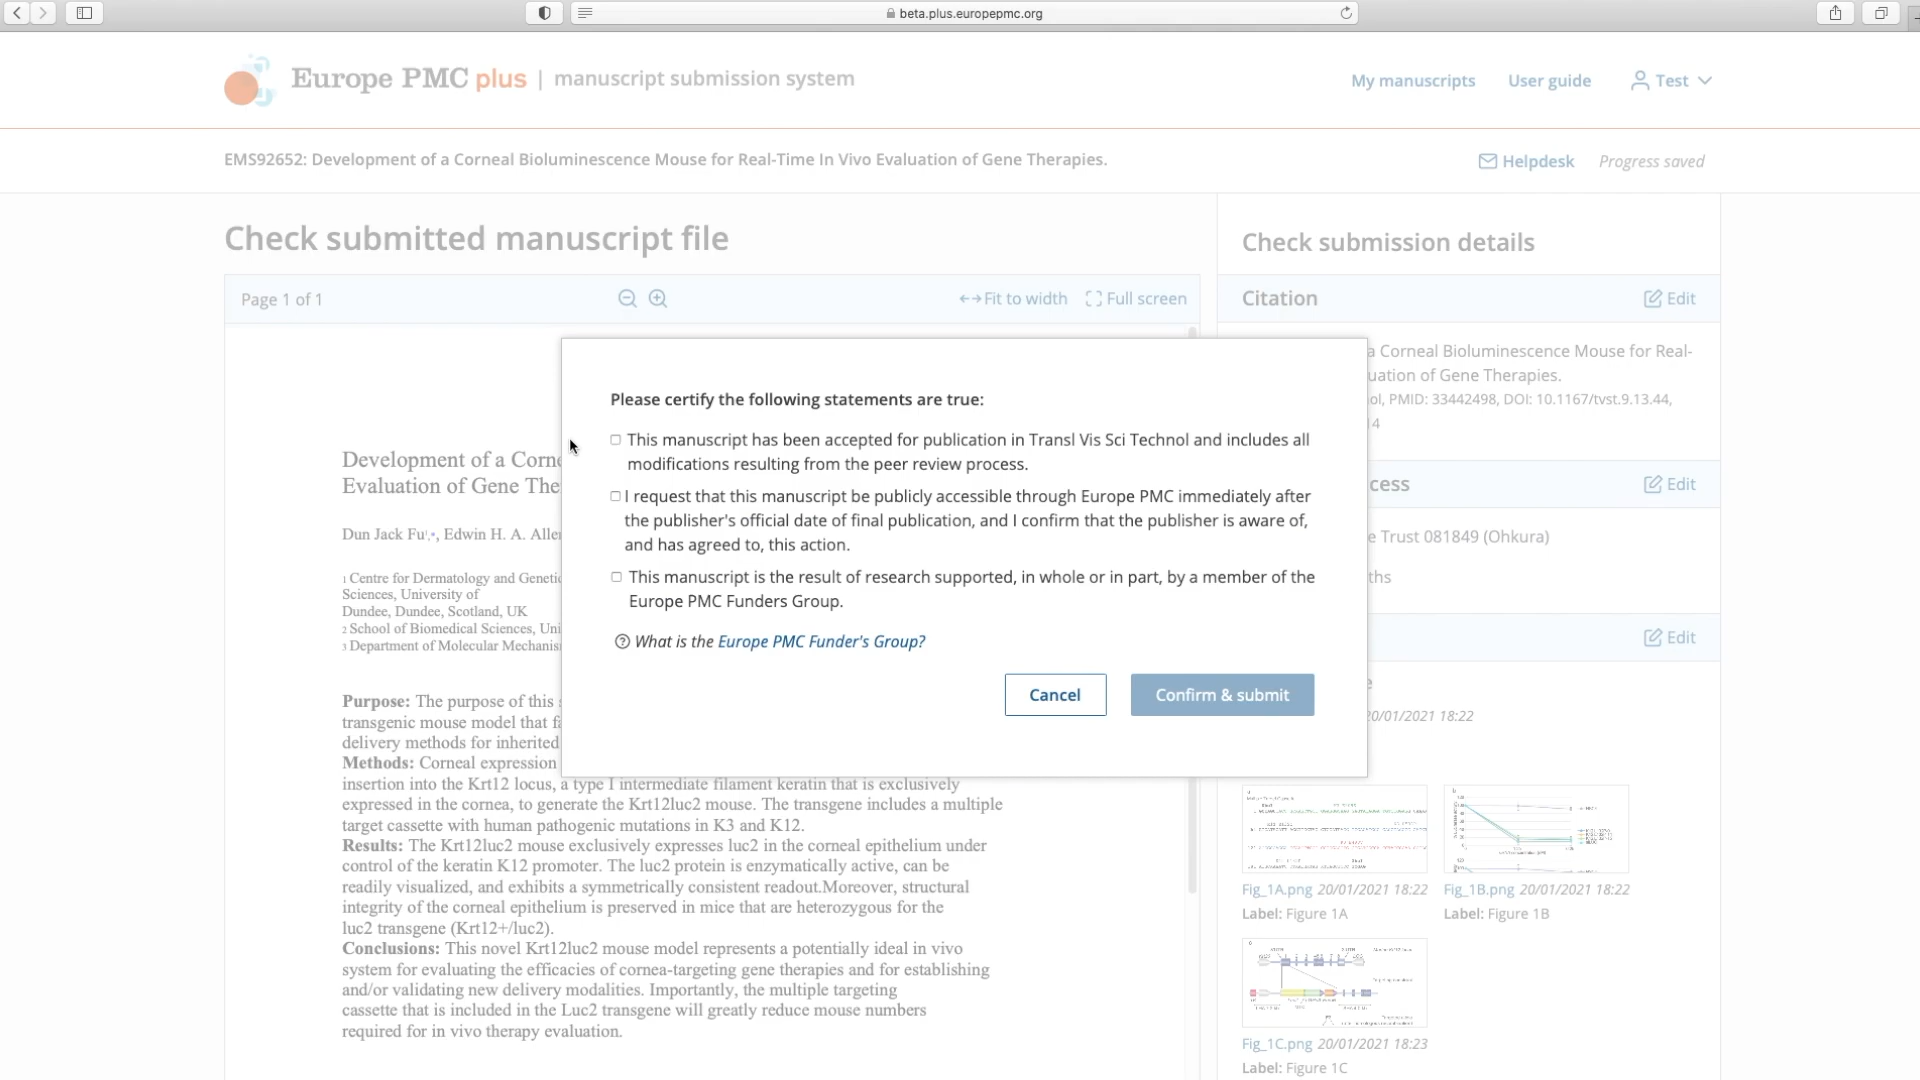 beta.plus.europepmc.org
Europe PMC plus | manuscript submission system
My manuscripts
User guide
Test
EMS92652: Development of a Corneal Bioluminescence Mouse for Real-Time In Vivo Evaluation of Gene Therapies.
Helpdesk
Progress saved
Check submitted manuscript file
Page 1 of 1
Fit to width
Full screen
Development of a Corne
Evaluation of Gene The
Dun Jack Fu¹,*, Edwin H. A. Aller
1 Centre for Dermatology and Genetic
Sciences, University of
Dundee, Dundee, Scotland, UK
2 School of Biomedical Sciences, Uni
3 Department of Molecular Mechanis
Purpose: The purpose of this s
transgenic mouse model that fa
delivery methods for inherited
Methods: Corneal expression
insertion into the Krt12 locus, a type I intermediate filament keratin that is exclusively
expressed in the cornea, to generate the Krt12luc2 mouse. The transgene includes a multiple
target cassette with human pathogenic mutations in K3 and K12.
Results: The Krt12luc2 mouse exclusively expresses luc2 in the corneal epithelium under
control of the keratin K12 promoter. The luc2 protein is enzymatically active, can be
readily visualized, and exhibits a symmetrically consistent readout.Moreover, structural
integrity of the corneal epithelium is preserved in mice that are heterozygous for the
luc2 transgene (Krt12+/luc2).
Conclusions: This novel Krt12luc2 mouse model represents a potentially ideal in vivo
system for evaluating the efficacies of cornea-targeting gene therapies and for establishing
and/or validating new delivery modalities. Importantly, the multiple targeting
cassette that is included in the Luc2 transgene will greatly reduce mouse numbers
required for in vivo therapy evaluation.
Please certify the following statements are true:
This manuscript has been accepted for publication in Transl Vis Sci Technol and includes all
modifications resulting from the peer review process.
I request that this manuscript be publicly accessible through Europe PMC immediately after
the publisher's official date of final publication, and I confirm that the publisher is aware of,
and has agreed to, this action.
This manuscript is the result of research supported, in whole or in part, by a member of the
Europe PMC Funders Group.
What is the Europe PMC Funder's Group?
Cancel
Confirm & submit
Check submission details
Citation
Edit
a Corneal Bioluminescence Mouse for Real-
uation of Gene Therapies.
ol, PMID: 33442498, DOI: 10.1167/tvst.9.13.44,
14
cess
Edit
e Trust 081849 (Ohkura)
ths
Edit
e
20/01/2021 18:22
Fig_1A.png 20/01/2021 18:22
Label: Figure 1A
Fig_1B.png 20/01/2021 18:22
Label: Figure 1B
Fig_1C.png 20/01/2021 18:23
Label: Figure 1C